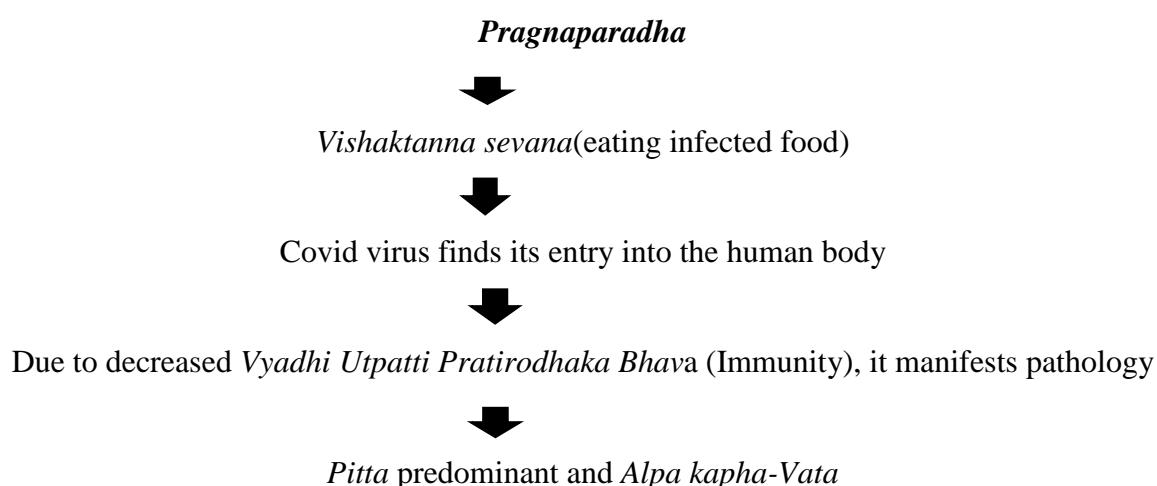 Pragnaparadha
Vishaktanna sevana(eating infected food)
Covid virus finds its entry into the human body
Due to decreased Vyadhi Utpatti Pratirodhaka Bhava (Immunity), it manifests pathology
Pitta predominant and Alpa kapha-Vata